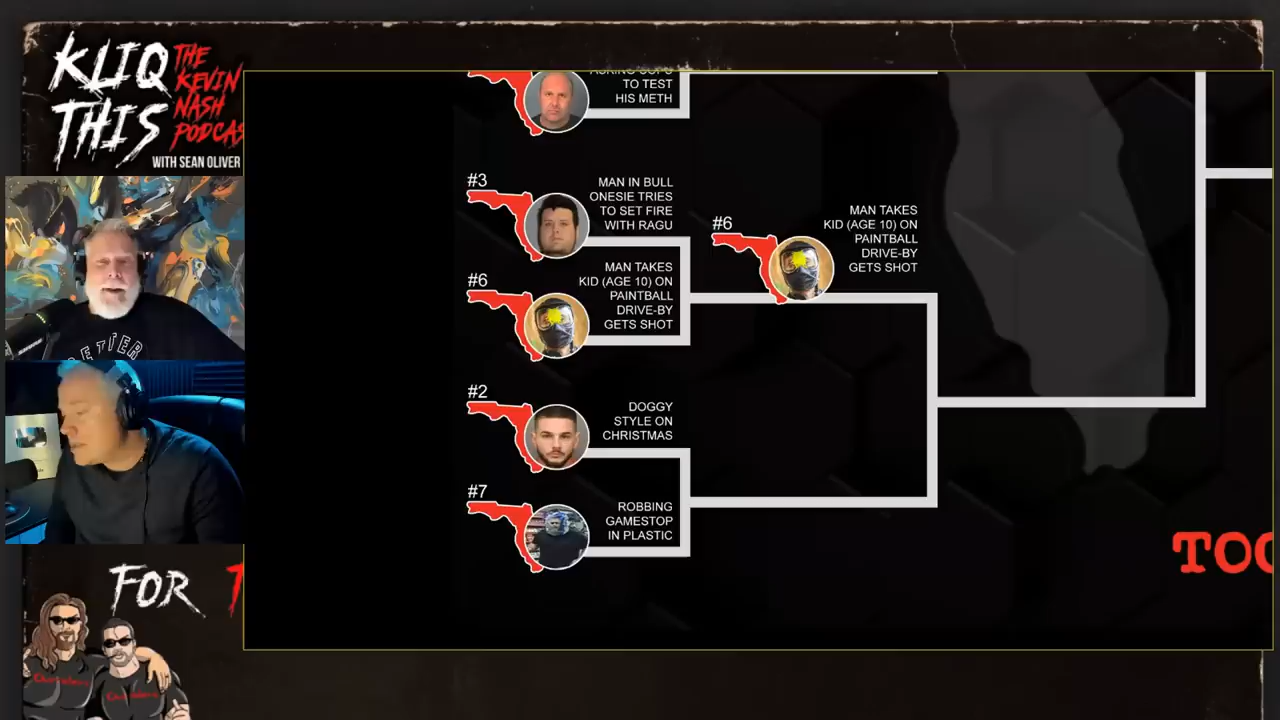 KLIQ
THIS
THE
KEVIN
NASH
WITH SEAN OLIVER
ASKING COPS
TO TEST
HIS METH
#3
MAN IN BULL
ONESIE TRIES
TO SET FIRE
WITH RAGU
#6
MAN TAKES
KID (AGE 10) ON
PAINTBALL
DRIVE-BY
GETS SHOT
#6
MAN TAKES
KID (AGE 10) ON
PAINTBALL
DRIVE-BY
GETS SHOT
#2
DOGGY
STYLE ON
CHRISTMAS
#7
ROBBING
GAMESTOP
IN PLASTIC
FOR